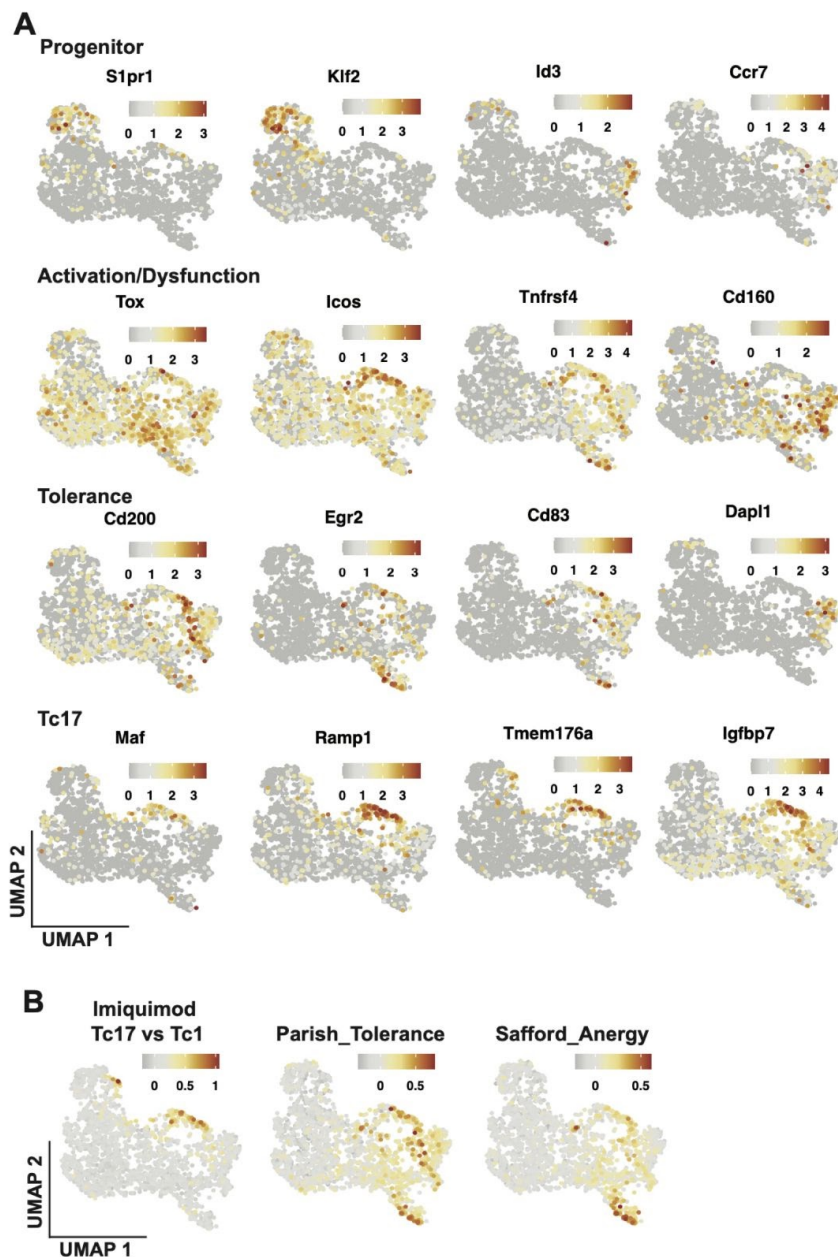 A
Progenitor
S1pr1 Klf2 Id3 Ccr7
0 1 2 3 0 1 2 3 0 1 2 0 1 2 3 4
Activation/Dysfunction
Tox Icos Tnfrsf4 Cd160
0 1 2 3 0 1 2 3 0 1 2 3 4 0 1 2
Tolerance
Cd200 Egr2 Cd83 Dapl1
0 1 2 3 0 1 2 3 0 1 2 3 0 1 2 3
Tc17
Maf Ramp1 Tmem176a Igfbp7
0 1 2 3 0 1 2 3 0 1 2 3 0 1 2 3 4
UMAP 2
UMAP 1
B
Imiquimod
Tc17 vs Tc1 Parish_Tolerance Safford_Anergy
0 0.5 1 0 0.5 0 0.5
UMAP 2
UMAP 1